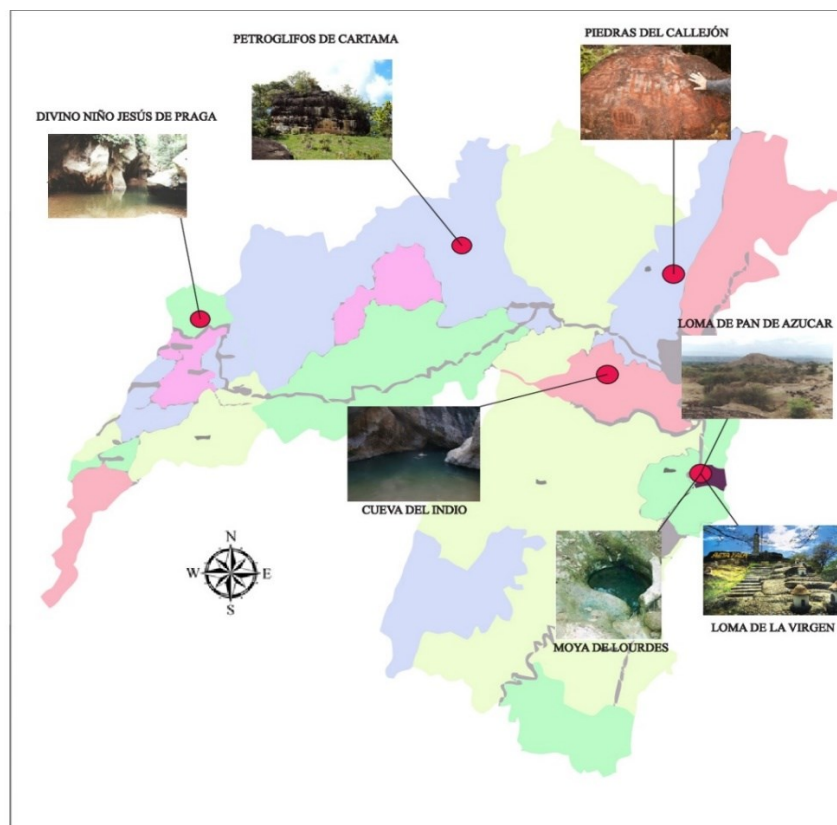 PETROGLIFOS DE CARTAMA
PIEDRAS DEL CALLEJÓN
DIVINO NIÑO JESÚS DE PRAGA
LOMA DE PAN DE AZUCAR
CUEVA DEL INDIO
MOYA DE LOURDES
LOMA DE LA VIRGEN
N
W
E
S